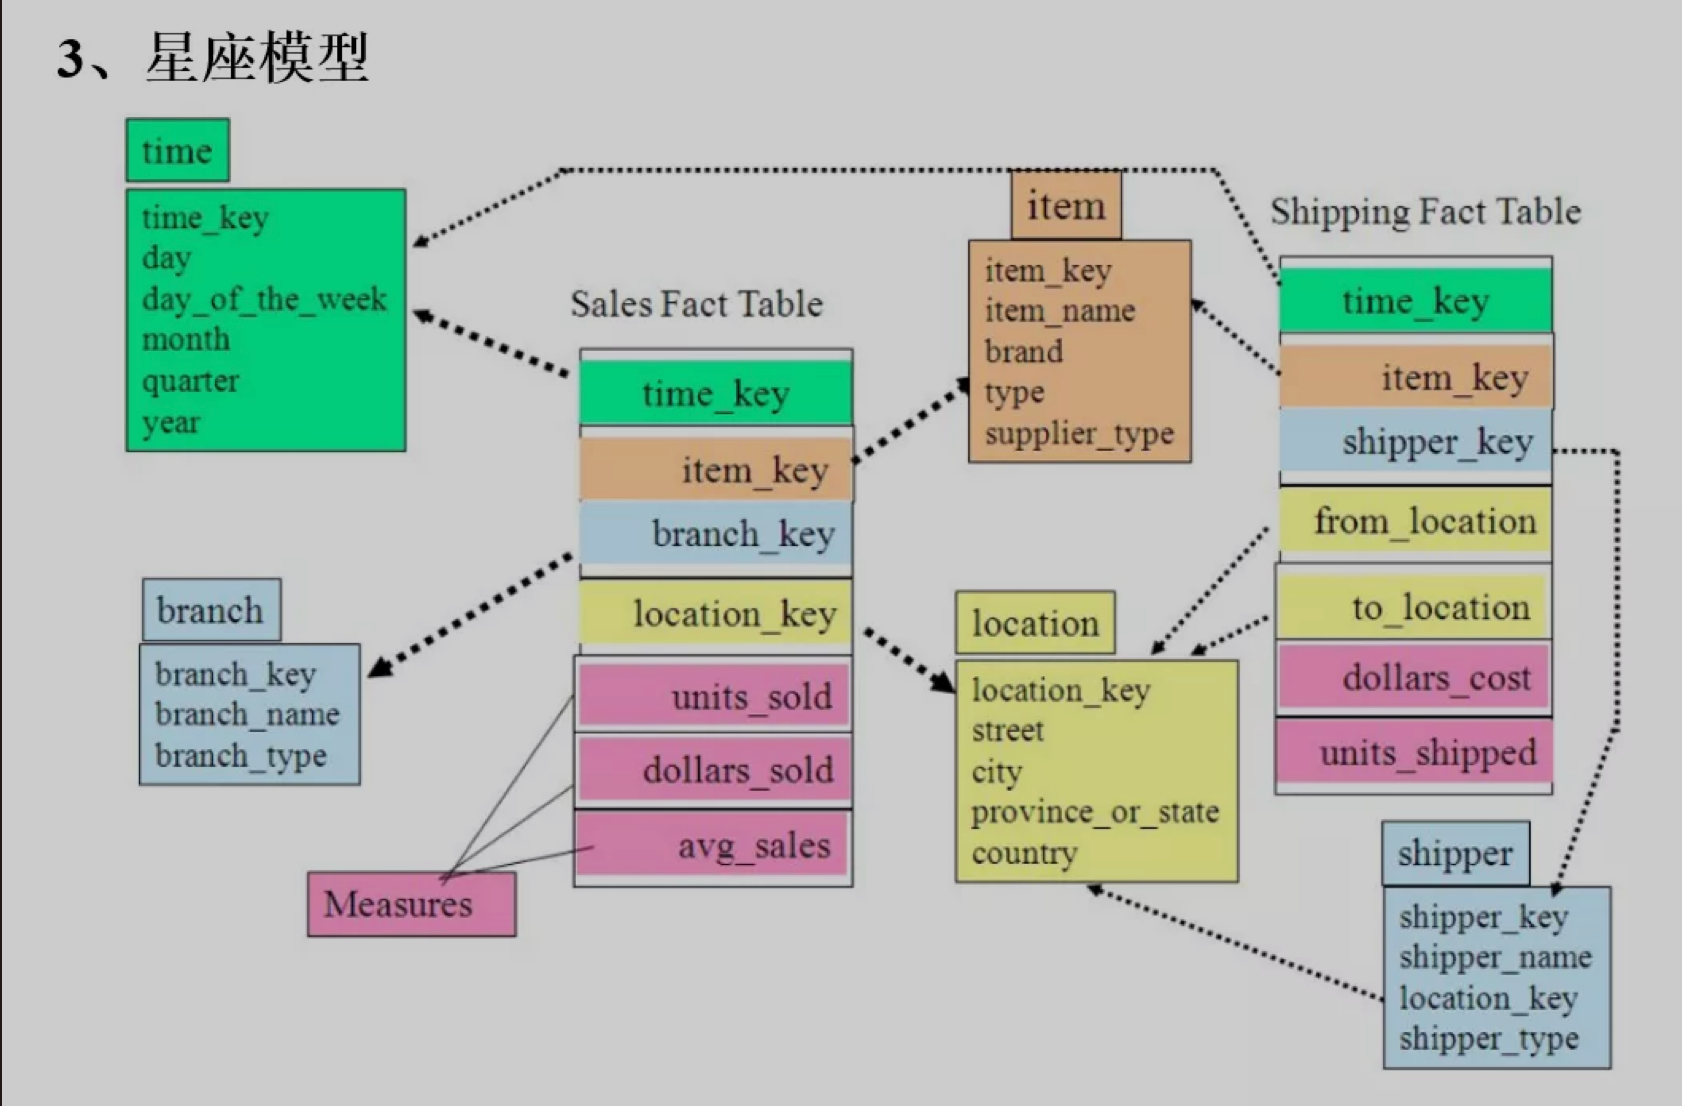 3、星座模型
time
time_key
day
day_of_the_week
month
quarter
year
branch
branch_key
branch_name
branch_type
Sales Fact Table
time_key
item_key
branch_key
location_key
units_sold
dollars_sold
avg_sales
Measures
item
item_key
item_name
brand
type
supplier_type
location
location_key
street
city
province_or_state
country
Shipping Fact Table
time_key
item_key
shipper_key
from_location
to_location
dollars_cost
units_shipped
shipper
shipper_key
shipper_name
location_key
shipper_type